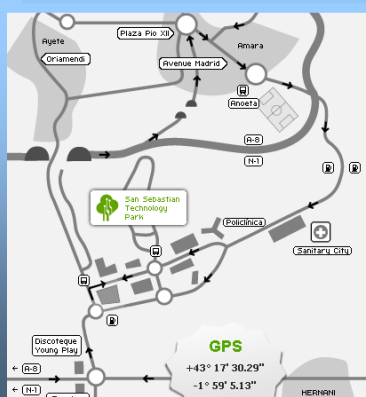 Plaza Pio XII
Ayete
Amara
Oriamendi
Avenue Madrid
Anoeta
A-8
N-1
San Sebastian
Technology
Park
Policlínica
Sanitary City
Discoteque
Young Play
GPS
+43° 17' 30.29"
-1° 59' 5.13"
← A-8
← N-1
HERNANI